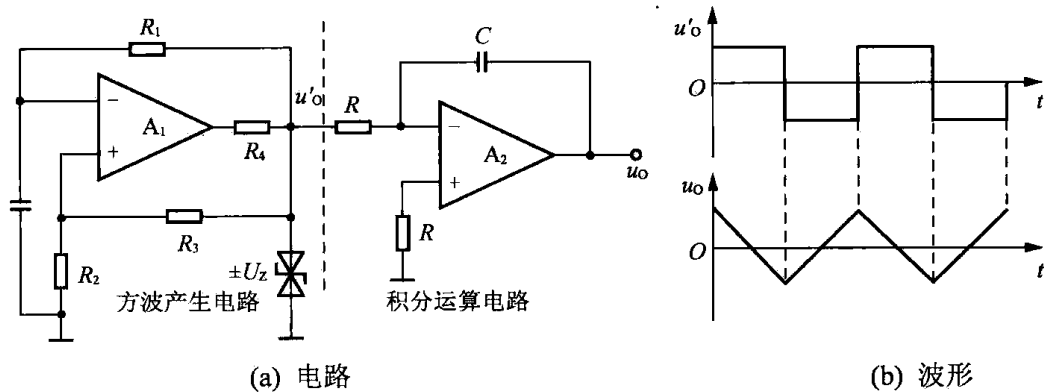 R₁
A₁
−
+
R₄
u'ₒ
R₃
R₂
±U_Z
方波产生电路
R
C
A₂
−
+
uₒ
R
积分运算电路
(a) 电路
u'ₒ
O
t
uₒ
O
t
(b) 波形